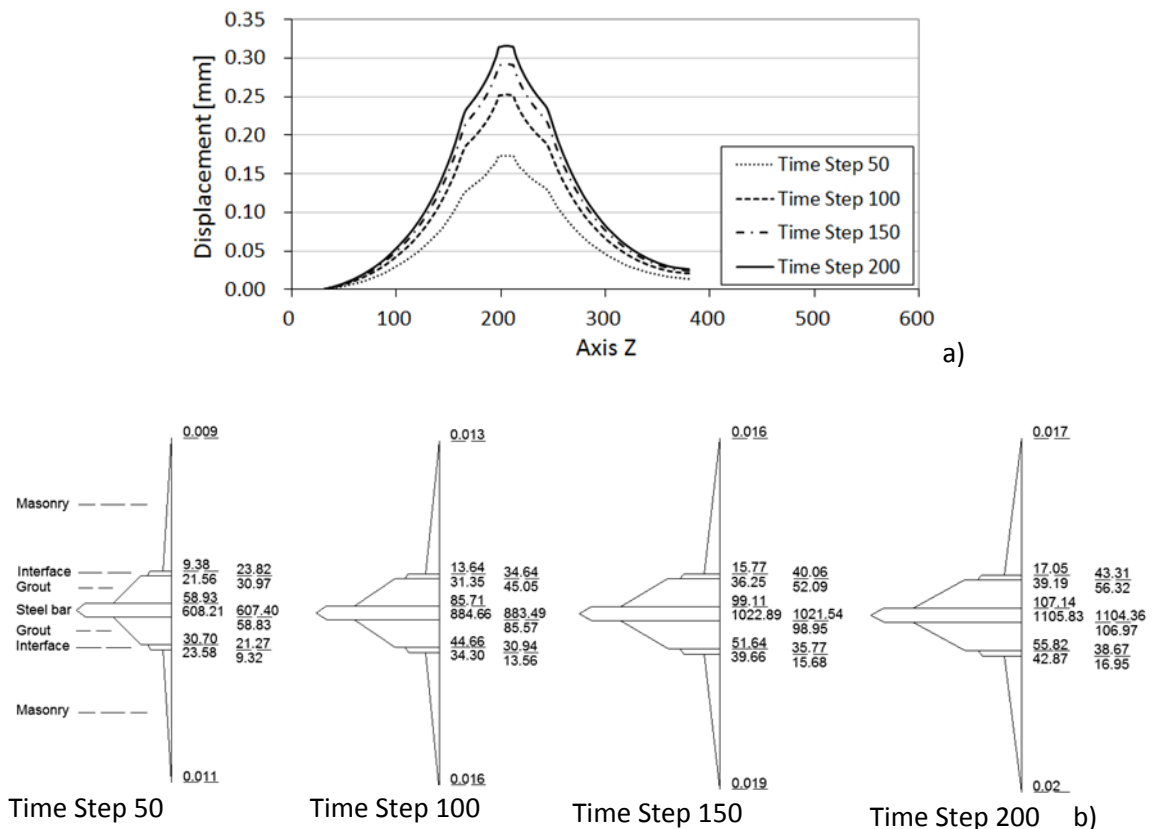 0.35
0.30
0.25
0.20
0.15
0.10
0.05
0.00
Displacement [mm]
0 100 200 300 400 500 600
Axis Z
Time Step 50
Time Step 100
Time Step 150
Time Step 200
a)
Masonry
Interface
Grout
Steel bar
Grout
Interface
Masonry
0.009
9.38 23.82
21.56 30.97
58.93
608.21 607.40
58.83
30.70 21.27
23.58 9.32
0.011
Time Step 50
0.013
13.64 34.64
31.35 45.05
85.71
884.66 883.49
85.57
44.66 30.94
34.30 13.56
0.016
Time Step 100
0.016
15.77 40.06
36.25 52.09
99.11
1022.89 1021.54
98.95
51.64 35.77
39.66 15.68
0.019
Time Step 150
0.017
17.05 43.31
39.19 56.32
107.14
1105.83 1104.36
106.97
55.82 38.67
42.87 16.95
0.02
Time Step 200
b)